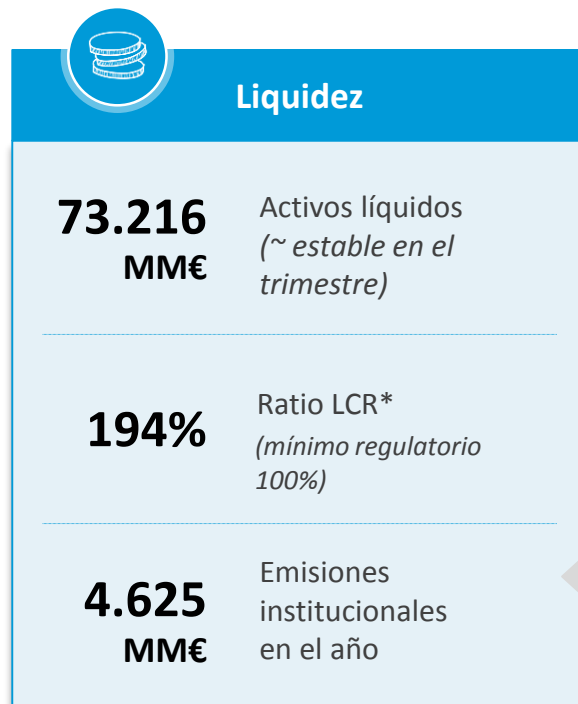 Liquidez
73.216
MM€
Activos líquidos
(~ estable en el
trimestre)
194%
Ratio LCR*
(mínimo regulatorio
100%)
4.625
MM€
Emisiones
institucionales
en el año